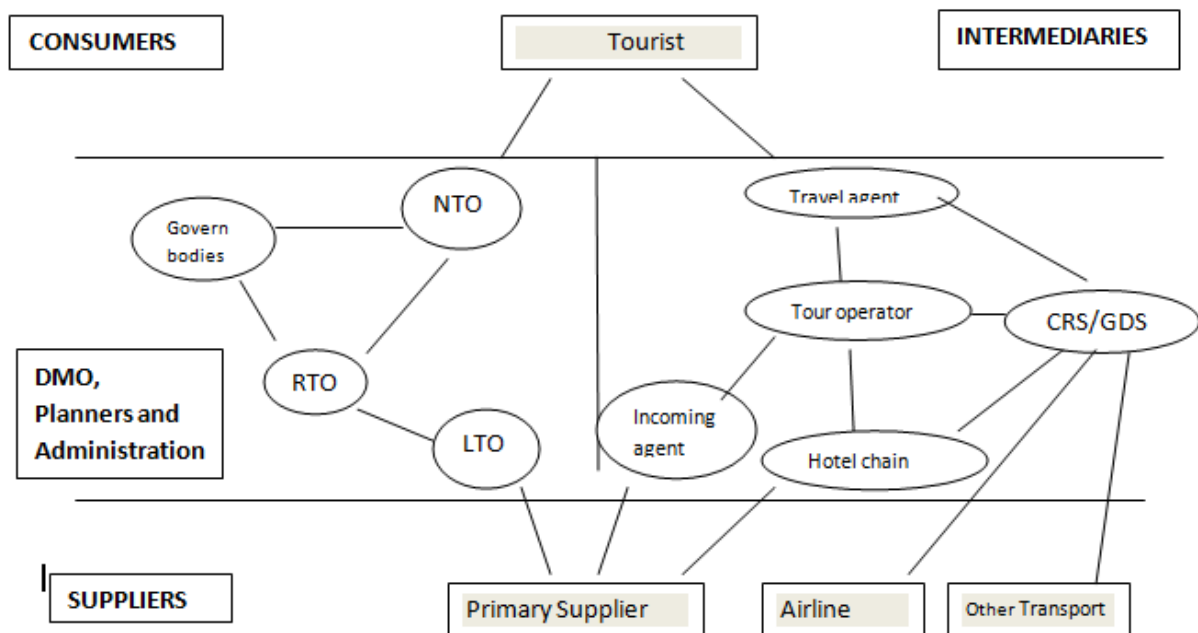 CONSUMERS
Tourist
INTERMEDIARIES
NTO
Travel agent
Govern
bodies
Tour operator
CRS/GDS
DMO,
Planners and
Administration
RTO
LTO
Incoming
agent
Hotel chain
SUPPLIERS
Primary Supplier
Airline
Other Transport